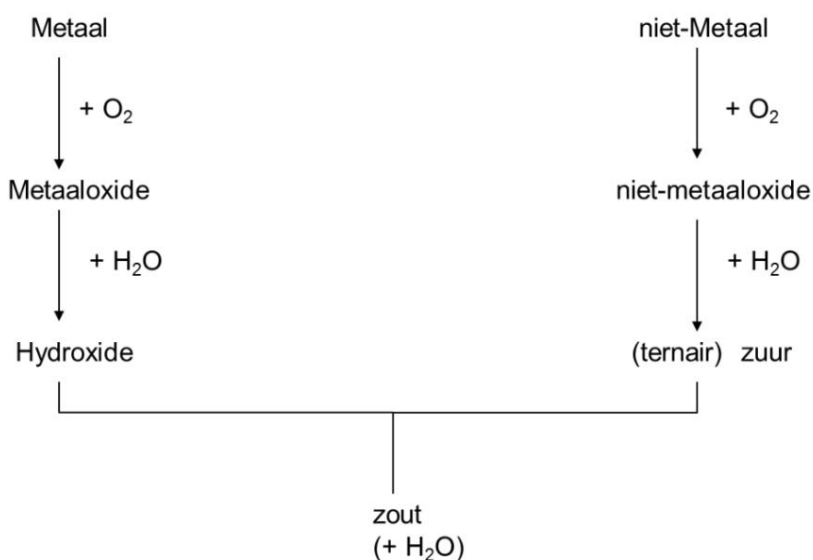 Metaal
niet-Metaal
+ O₂
+ O₂
Metaaloxide
niet-metaaloxide
+ H₂O
+ H₂O
Hydroxide
(ternair) zuur
zout
(+ H₂O)